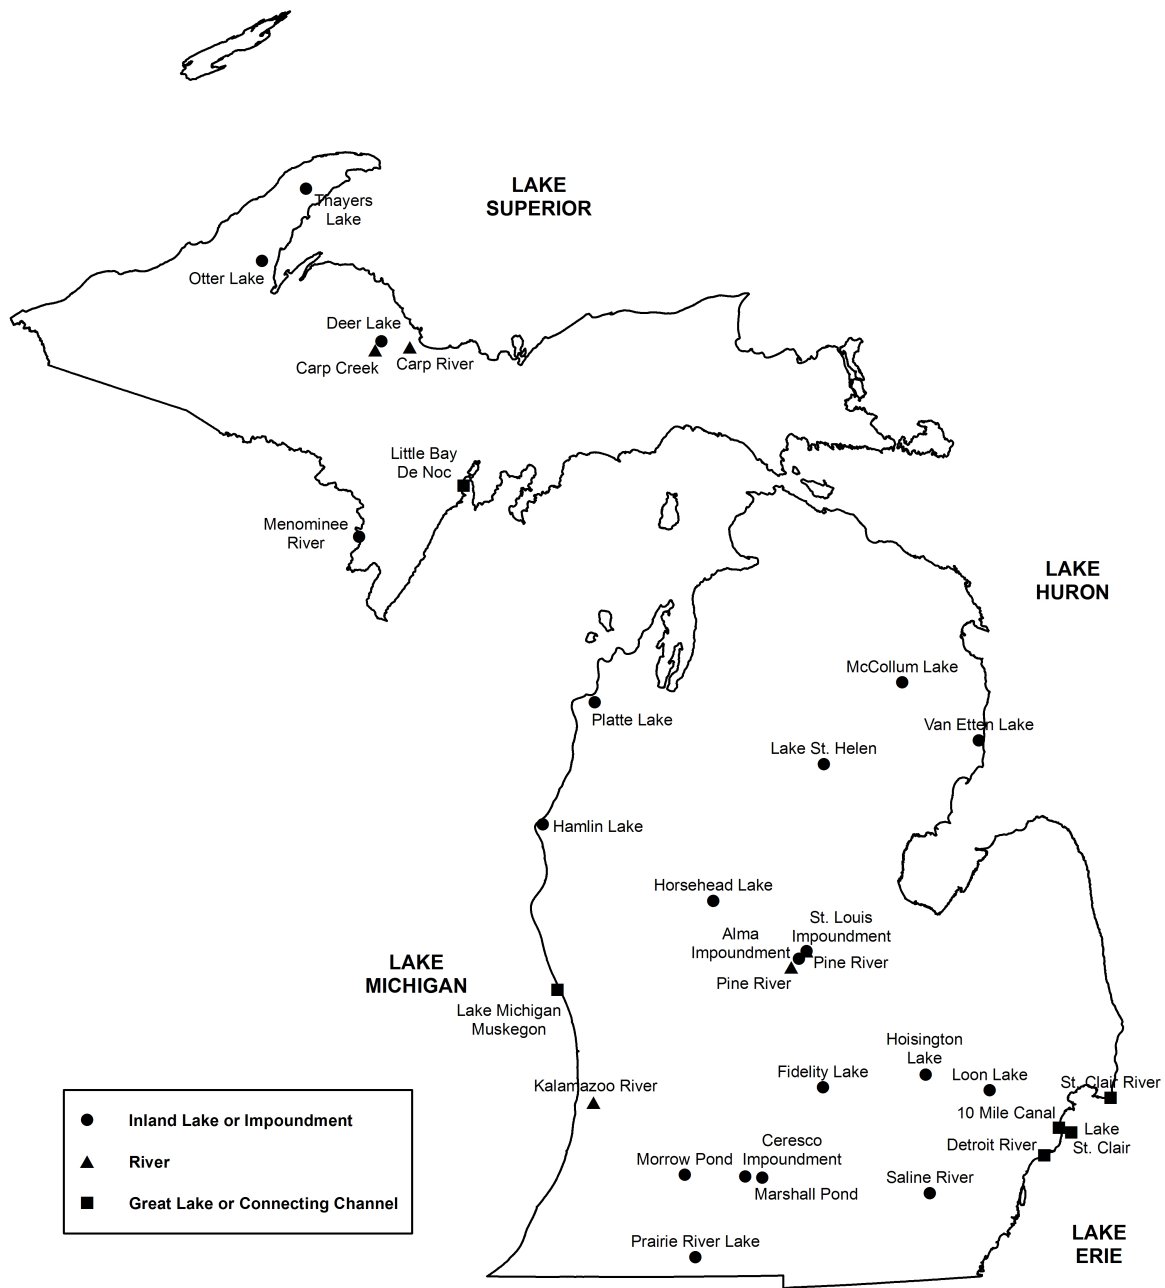 LAKE
SUPERIOR
Thayers
Lake
Otter Lake
Deer Lake
Carp Creek
Carp River
Little Bay
De Noc
Menominee
River
LAKE
HURON
McCollum Lake
Platte Lake
Van Etten Lake
Lake St. Helen
Hamlin Lake
Horsehead Lake
St. Louis
Impoundment
Alma
Impoundment
Pine River
Pine River
LAKE
MICHIGAN
Lake Michigan
Muskegon
Hoisington
Lake
Fidelity Lake
Loon Lake
St. Clair River
Kalamazoo River
10 Mile Canal
Lake
St. Clair
Detroit River
Ceresco
Impoundment
Morrow Pond
Marshall Pond
Saline River
Prairie River Lake
LAKE
ERIE
Inland Lake or Impoundment
River
Great Lake or Connecting Channel